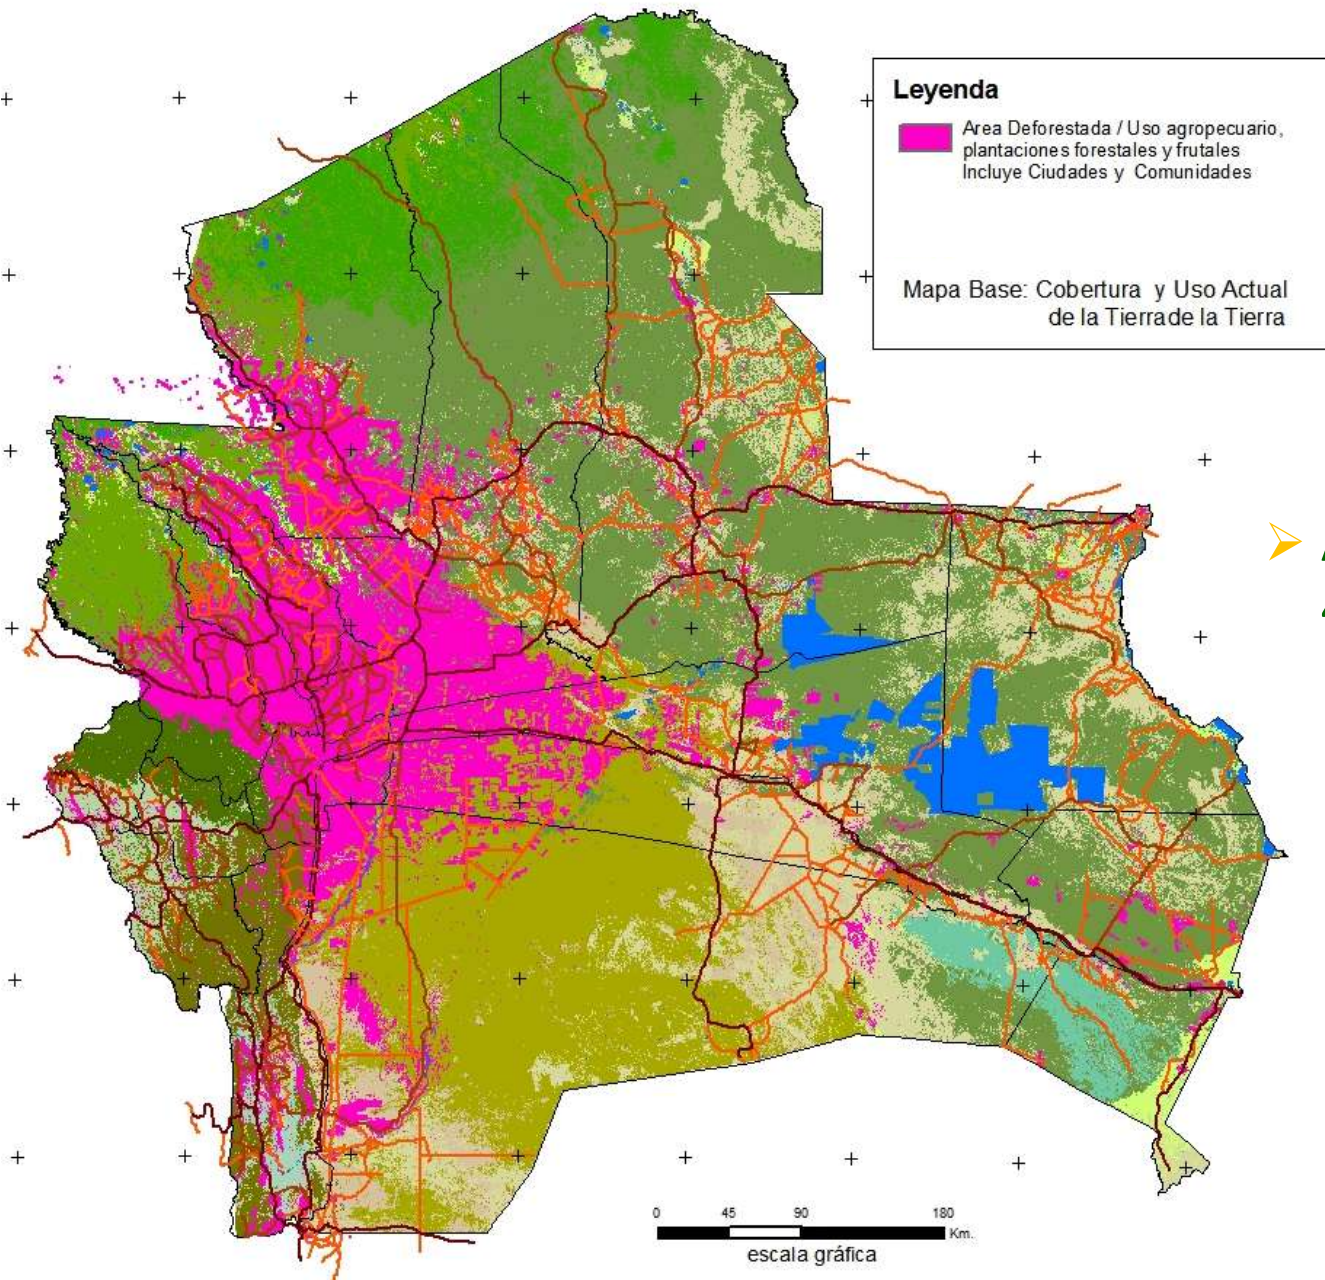 Leyenda
Area Deforestada / Uso agropecuario,
plantaciones forestales y frutales
Incluye Ciudades y Comunidades
Mapa Base: Cobertura y Uso Actual
de la Tierrade la Tierra
0 45 90 180
Km.
escala gráfica